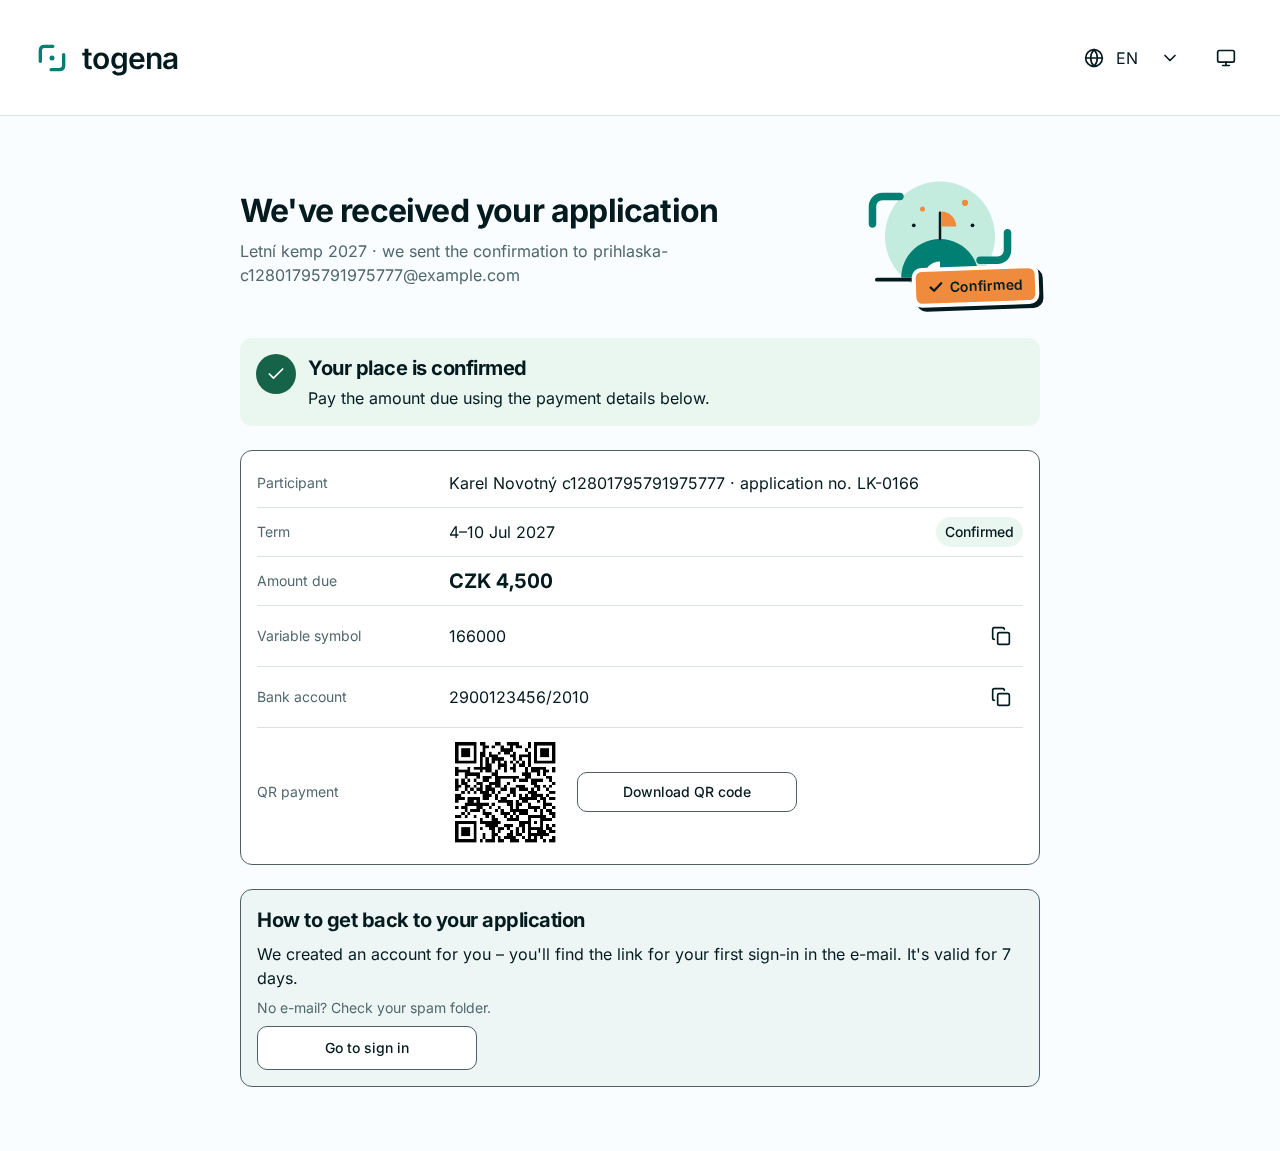 togena
EN
We've received your application
Letní kemp 2027 · we sent the confirmation to prihlaska-
c12801795791975777@example.com
Confirmed
Your place is confirmed
Pay the amount due using the payment details below.
Participant
Karel Novotný c12801795791975777 · application no. LK-0166
Term
4–10 Jul 2027
Confirmed
Amount due
CZK 4,500
Variable symbol
166000
Bank account
2900123456/2010
QR payment
Download QR code
How to get back to your application
We created an account for you – you'll find the link for your first sign-in in the e-mail. It's valid for 7
days.
No e-mail? Check your spam folder.
Go to sign in